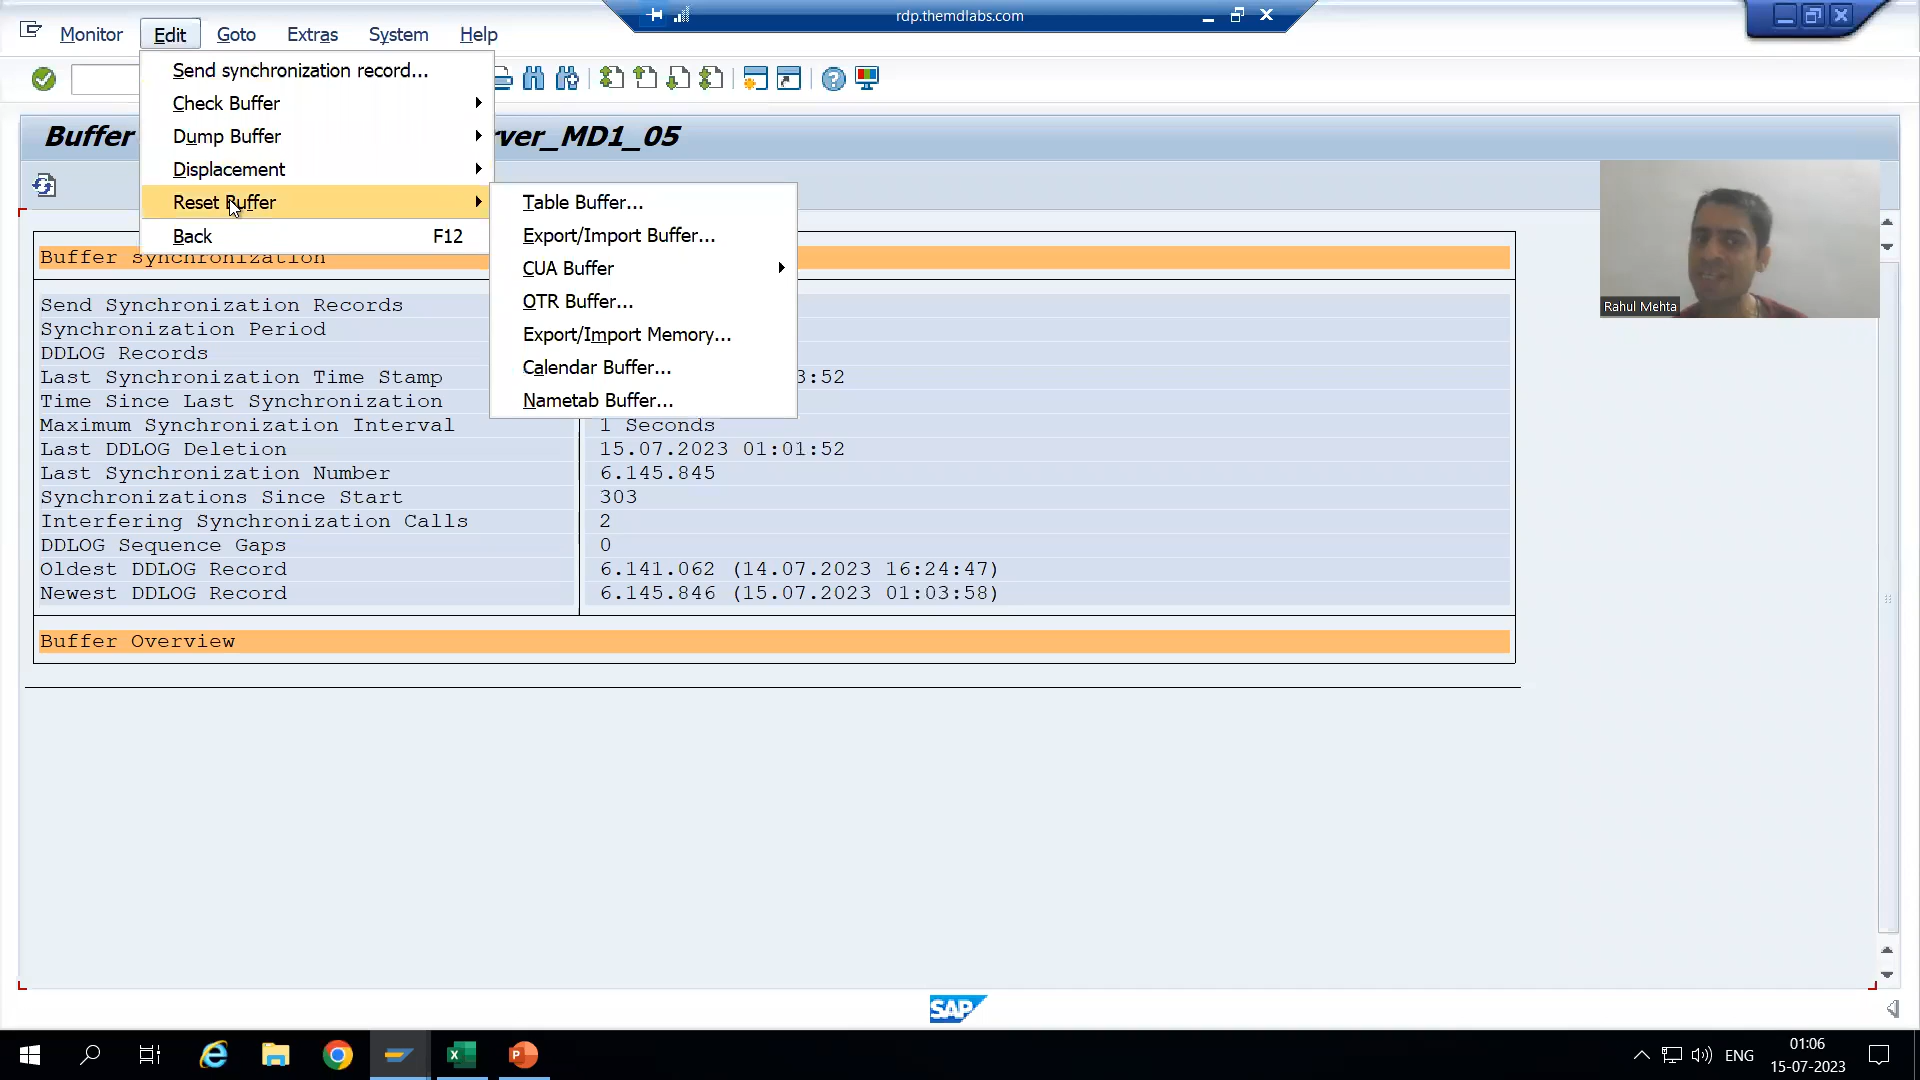 rdp.themdlabs.com
Monitor Edit Goto Extras System Help
Send synchronization record...
Check Buffer
Dump Buffer
Displacement
Reset Buffer
Back F12
Table Buffer...
Export/Import Buffer...
CUA Buffer
OTR Buffer...
Export/Import Memory...
Calendar Buffer...
Nametab Buffer...
Buffer rver_MD1_05
Rahul Mehta
Buffer synchronization
Send Synchronization Records
Synchronization Period
DDLOG Records
Last Synchronization Time Stamp 3:52
Time Since Last Synchronization
Maximum Synchronization Interval 1 Seconds
Last DDLOG Deletion 15.07.2023 01:01:52
Last Synchronization Number 6.145.845
Synchronizations Since Start 303
Interfering Synchronization Calls 2
DDLOG Sequence Gaps 0
Oldest DDLOG Record 6.141.062 (14.07.2023 16:24:47)
Newest DDLOG Record 6.145.846 (15.07.2023 01:03:58)
Buffer Overview
SAP
ENG
01:06
15-07-2023